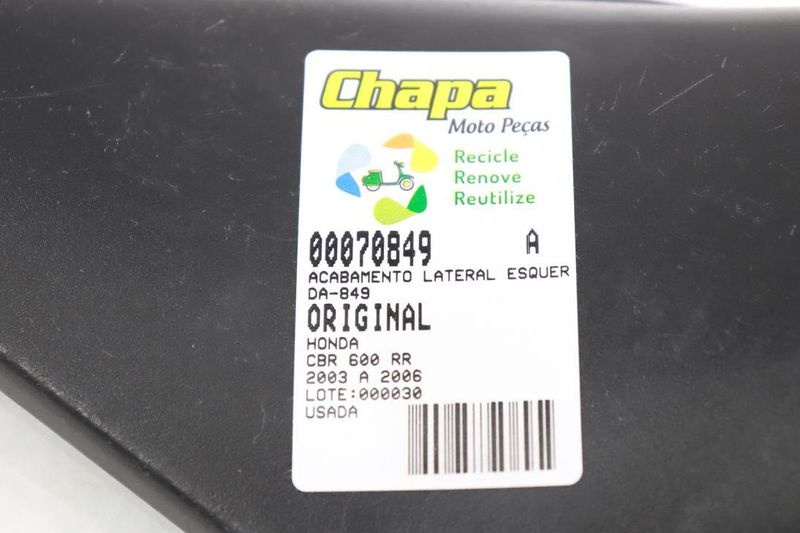 Chapa
Moto Peças
Recicle
Renove
Reutilize
00070849 A
ACABAMENTO LATERAL ESQUER
DA-849
ORIGINAL
HONDA
CBR 600 RR
2003 A 2006
LOTE:000030
USADA